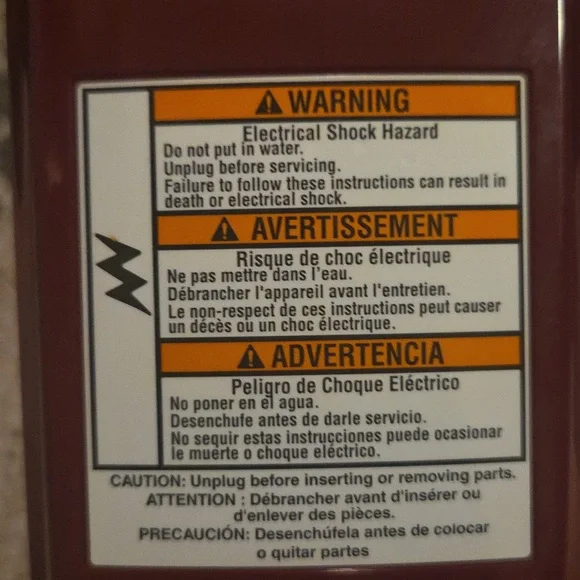 WARNING
Electrical Shock Hazard
Do not put in water.
Unplug before servicing.
Failure to follow these instructions can result in
death or electrical shock.
AVERTISSEMENT
Risque de choc électrique
Ne pas mettre dans l'eau.
Débrancher l'appareil avant l'entretien.
Le non-respect de ces instructions peut causer
un décès ou un choc électrique.
ADVERTENCIA
Peligro de Choque Eléctrico
No poner en el agua.
Desenchufe antes de darle servicio.
No sequir estas instrucciones puede ocasionar
le muerte o choque eléctrico.
CAUTION: Unplug before inserting or removing parts.
ATTENTION : Débrancher avant d'insérer ou
d'enlever des pièces.
PRECAUCIÓN: Desenchúfela antes de colocar
o quitar partes